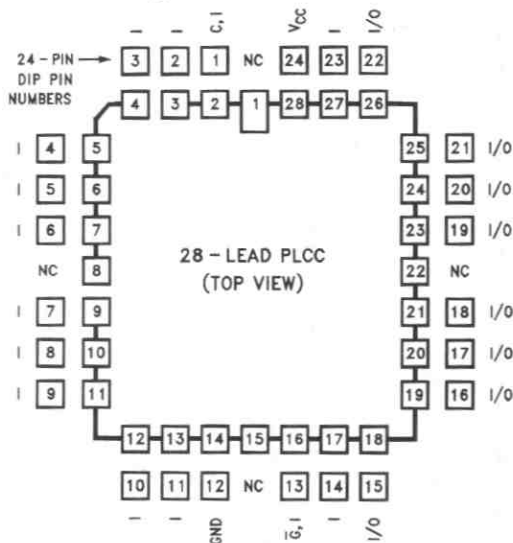 I I C, I VCC I I/O
24-PIN 3 2 1 NC 24 23 22
DIP PIN
NUMBERS
4 3 2 1 28 27 26
I 4 5 25 21 I/O
I 5 6 24 20 I/O
I 6 7 23 19 I/O
28-LEAD PLCC
NC 8 22 NC
(TOP VIEW)
I 7 9 21 18 I/O
I 8 10 20 17 I/O
I 9 11 19 16 I/O
12 13 14 15 16 17 18
10 11 12 NC 13 14 15
I I GND G̅, I I I/O